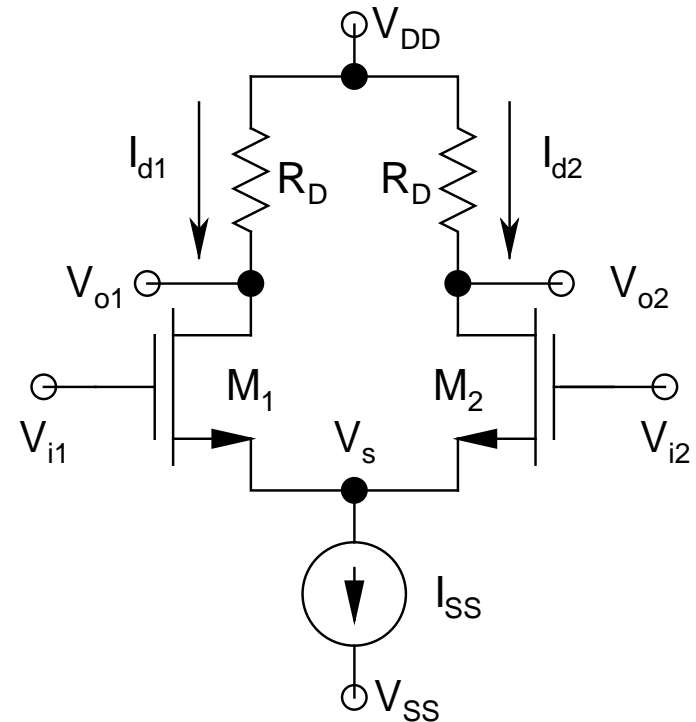 V_DD
I_d1 R_D R_D I_d2
V_o1 V_o2
M_1 M_2
V_i1 V_s V_i2
I_SS
V_SS